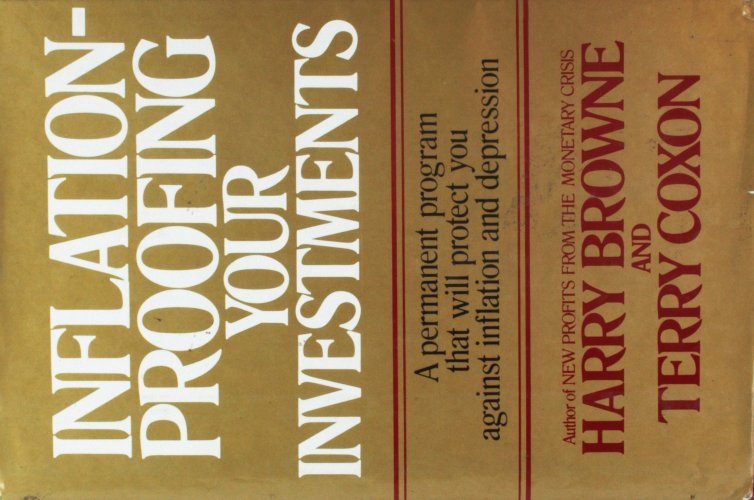 INFLATION-
PROOFING
YOUR
INVESTMENTS
A permanent program
that will protect you
against inflation and depression
Author of NEW PROFITS FROM THE MONETARY CRISIS
HARRY BROWNE
AND
TERRY COXON